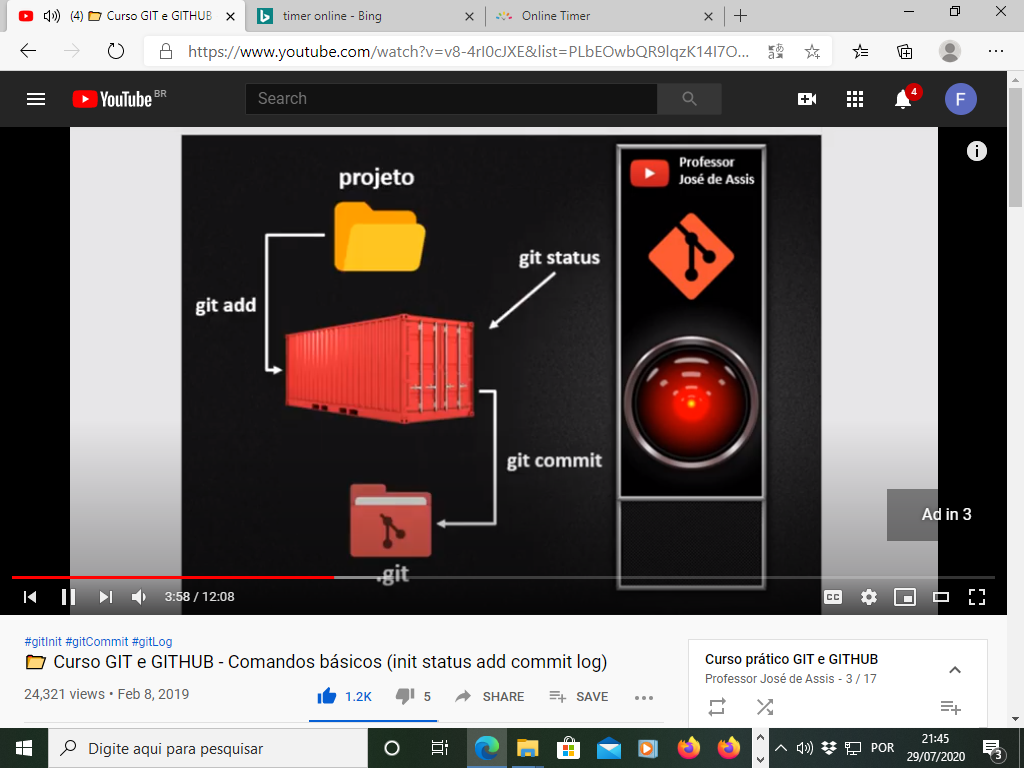 (4) Curso GIT e GITHUB
timer online - Bing
Online Timer
https://www.youtube.com/watch?v=v8-4rI0cJXE&list=PLbEOwbQR9lqzK14I7O...
YouTube BR
Search
4
F
projeto
Professor
José de Assis
git status
git add
git commit
.git
Ad in 3
3:58 / 12:08
CC
#gitInit #gitCommit #gitLog
Curso GIT e GITHUB - Comandos básicos (init status add commit log)
24,321 views • Feb 8, 2019
1.2K
5
SHARE
SAVE
Curso prático GIT e GITHUB
Professor José de Assis - 3 / 17
Digite aqui para pesquisar
POR
21:45
29/07/2020
3